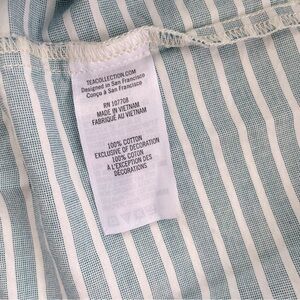 TEACOLLECTION.COM
Designed in San Francisco
Conçu à San Francisco
RN 107708
MADE IN VIETNAM
FABRIQUÉ AU VIETNAM
100% COTTON
EXCLUSIVE OF DECORATION
100% COTON
À L'EXCEPTION DES
DÉCORATIONS